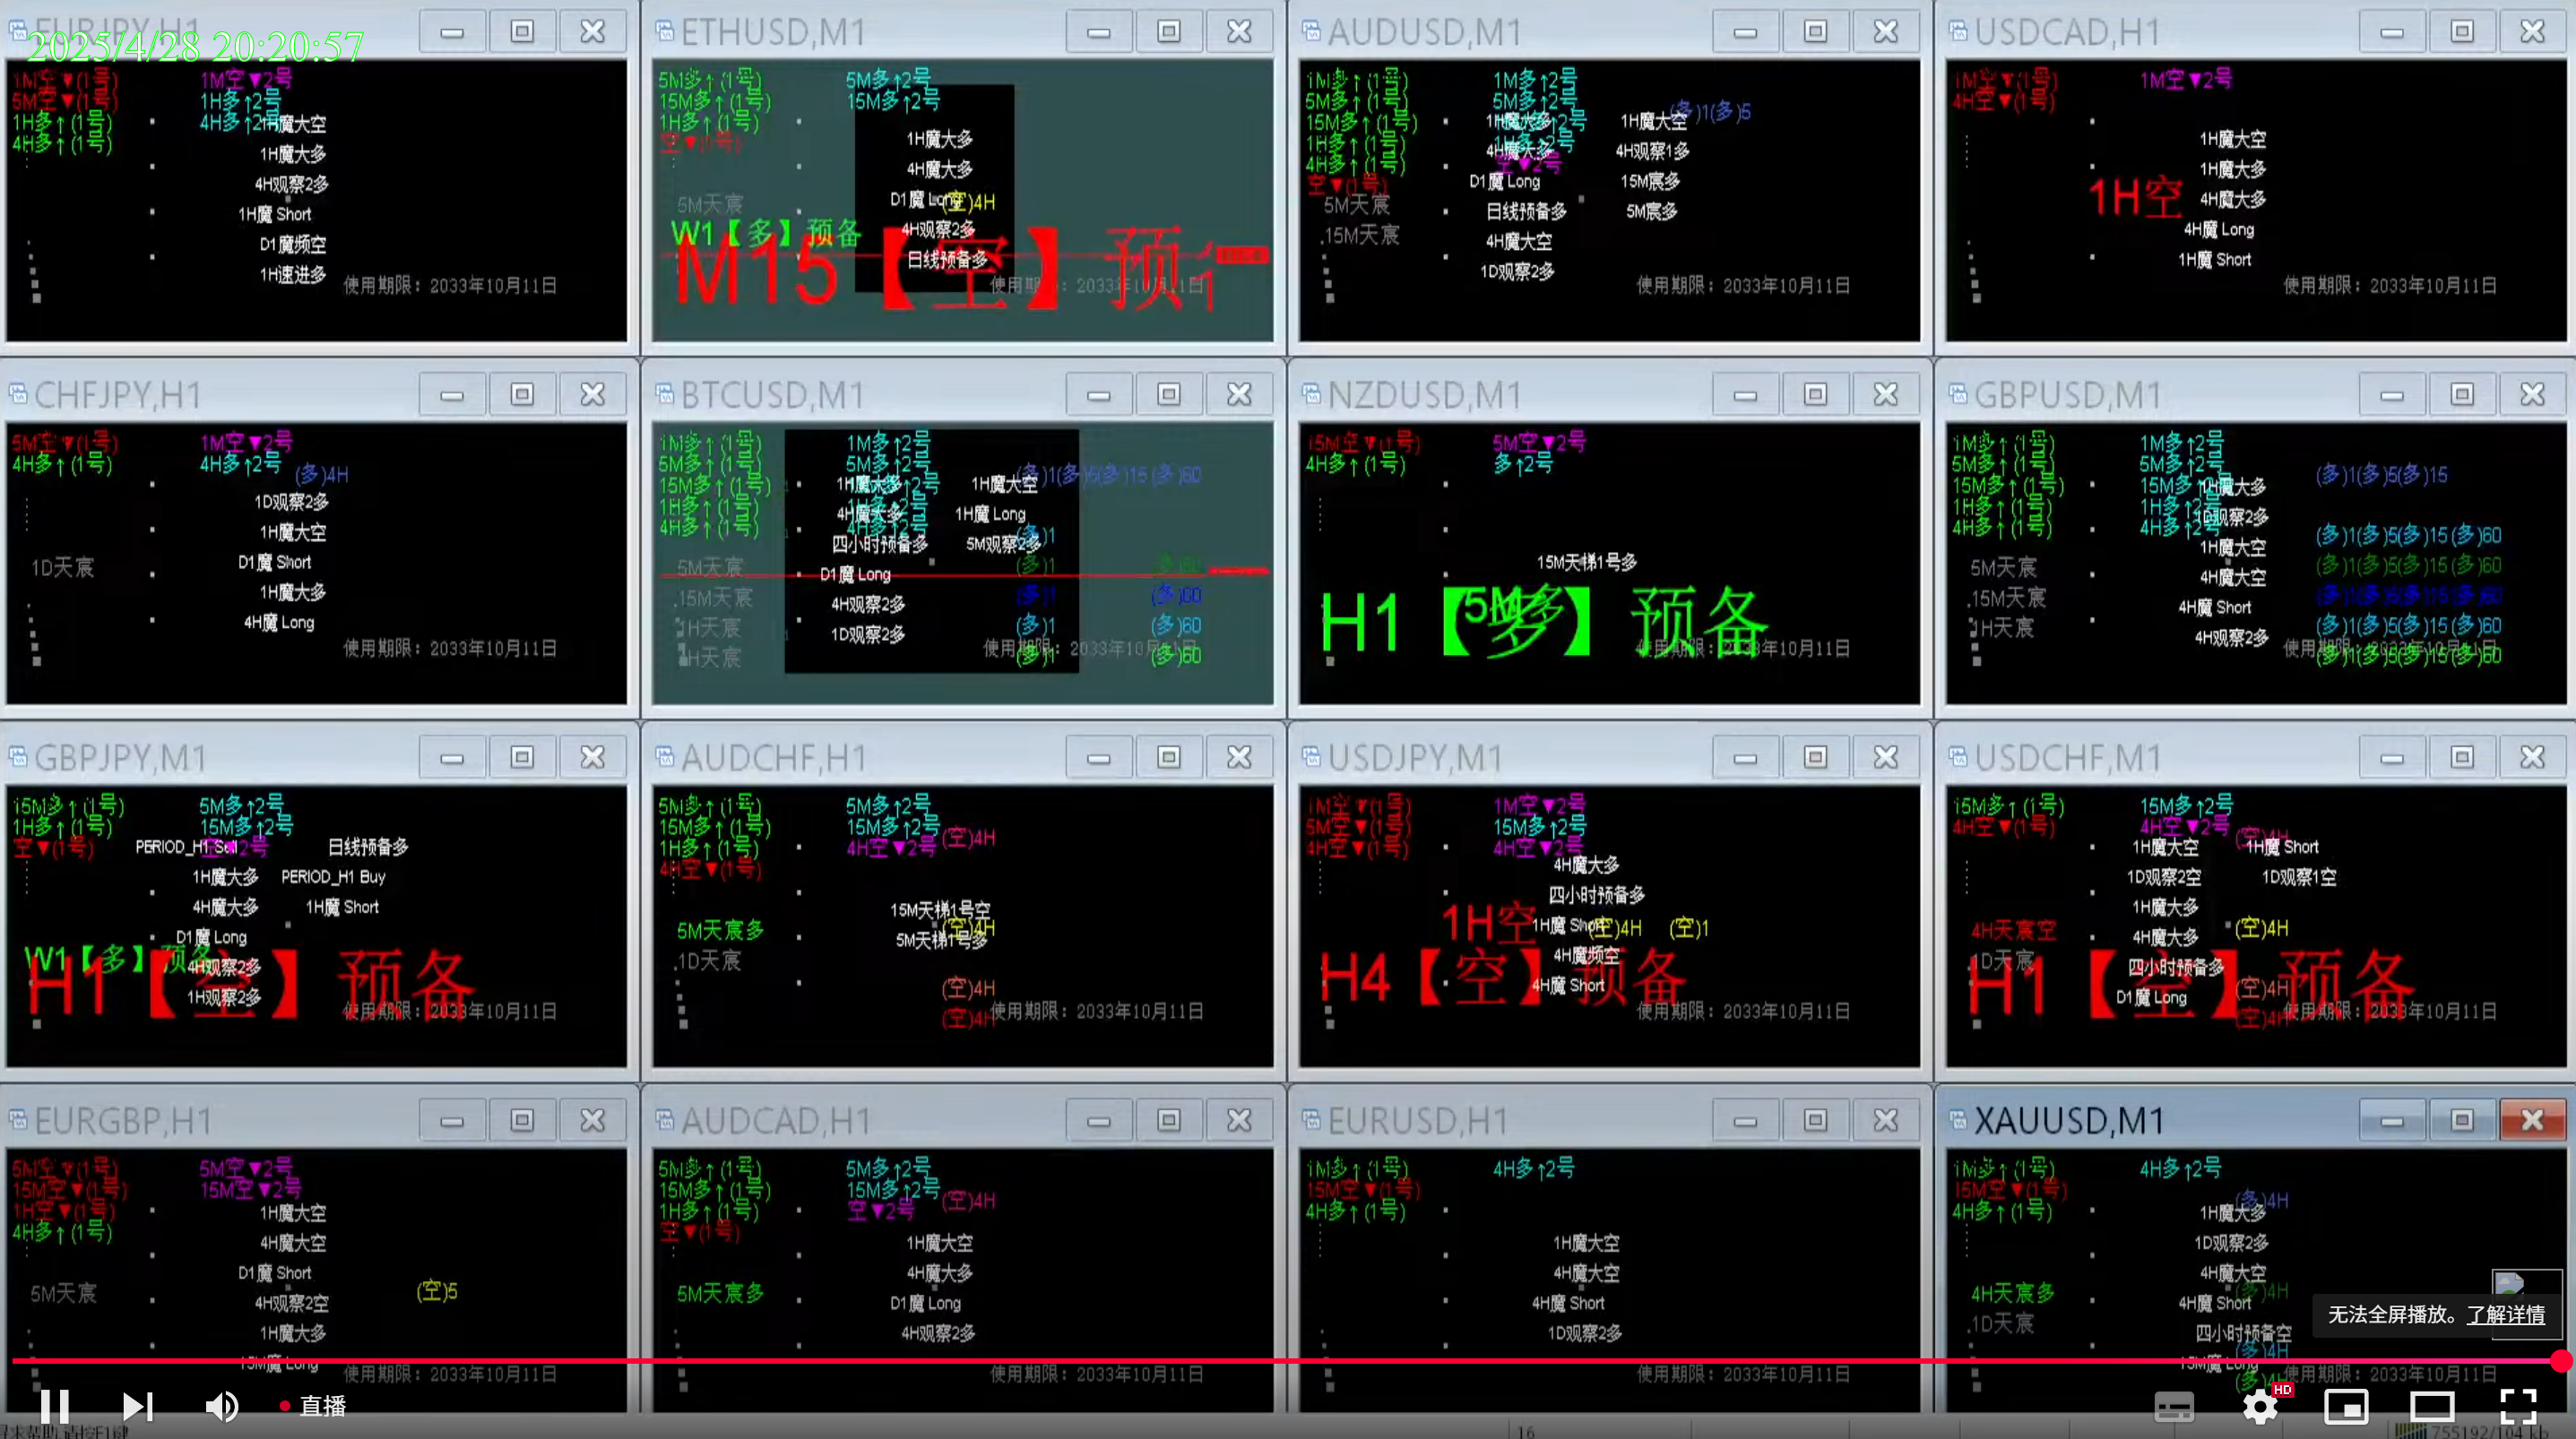 EURJPY,H1
2025/4/28 20:20:57
1M空▼(1号)
1M空▼2号
5M空▼(1号)
1H多↑2号
1H多↑(1号)
4H多↑2号
1H魔大空
4H多↑(1号)
1H魔大多
4H观察2多
1H魔 Short
D1魔频空
1H速进多
使用期限：2033年10月11日
ETHUSD,M1
5M多↑(1号)
5M多↑2号
15M多↑(1号)
15M多↑2号
1H多↑(1号)
空▼(1号)
1H魔大多
4H魔大多
D1魔 Long
(空)4H
5M天宸
W1【多】预备
4H观察2多
M15【空】预
日线预备多
AUDUSD,M1
1M多↑(1号)
1M多↑2号
5M多↑(1号)
5M多↑2号
(多)1(多)5
15M多↑(1号)
1H魔大多
1H魔大空
1H多↑(1号)
1H多↑2号
4H多↑(1号)
4H魔大多
4H观察1多
空▼2号
空▼(1号)
D1魔 Long
15M宸多
5M天宸
日线预备多
5M宸多
.15M天宸
4H魔大空
1D观察2多
使用期限：2033年10月11日
USDCAD,H1
1M空▼(1号)
1M空▼2号
4H空▼(1号)
1H魔大空
1H魔大多
1H空
4H魔大多
4H魔 Long
1H魔 Short
使用期限：2033年10月11日
CHFJPY,H1
5M空▼(1号)
1M空▼2号
4H多↑(1号)
4H多↑2号
(多)4H
1D观察2多
1H魔大空
1D天宸
D1魔 Short
1H魔大多
4H魔 Long
使用期限：2033年10月11日
BTCUSD,M1
1M多↑(1号)
1M多↑2号
5M多↑(1号)
5M多↑2号
(多)1(多)5(多)15 (多)60
15M多↑(1号)
1H魔大多
1H魔大空
1H多↑(1号)
4H多↑(1号)
4H魔大多
1H魔 Long
四小时预备多
5M观察2多
(多)1
5M天宸
D1魔 Long
(多)1
(多)60
.15M天宸
4H观察2多
(多)1
(多)60
1H天宸
1D观察2多
(多)1
(多)60
H天宸
(多)1
(多)60
NZDUSD,M1
15M空▼(1号)
5M空▼2号
4H多↑(1号)
多↑2号
15M天梯1号多
H1【多】预备
5M多
使用期限：2033年10月11日
GBPUSD,M1
1M多↑(1号)
1M多↑2号
5M多↑(1号)
5M多↑2号
(多)1(多)5(多)15
15M多↑(1号)
15M多↑2号
1H魔大多
1H多↑(1号)
1H多↑2号
4H多↑(1号)
4H多↑2号
1D观察2多
1H魔大空
(多)1(多)5(多)15 (多)60
5M天宸
4H魔大空
(多)1(多)5(多)15 (多)60
.15M天宸
4H魔 Short
(多)1(多)5(多)15 (多)60
1H天宸
4H观察2多
(多)1(多)5(多)15 (多)60
(多)1(多)5(多)15 (多)60
GBPJPY,M1
15M多↑(1号)
5M多↑2号
1H多↑(1号)
15M多↑2号
空▼(1号)
PERIOD_H1 Sell
空▼2号
日线预备多
1H魔大多
PERIOD_H1 Buy
4H魔大多
1H魔 Short
D1魔 Long
W1【多】预备
4H观察2多
H1【空】预备
1H观察2多
使用期限：2033年10月11日
AUDCHF,H1
5M多↑(1号)
5M多↑2号
15M多↑(1号)
15M多↑2号
(空)4H
1H多↑(1号)
4H空▼2号
4H空▼(1号)
15M天梯1号空
5M天宸多
(空)4H
5M天梯1号多
.1D天宸
(空)4H
(空)4H
使用期限：2033年10月11日
USDJPY,M1
1M空▼(1号)
1M空▼2号
5M空▼(1号)
15M多↑2号
4H空▼(1号)
4H空▼2号
4H魔大多
四小时预备多
1H空
1H魔 Short
(空)4H
(空)1
4H魔频空
H4【空】预备
4H魔 Short
使用期限：2033年10月11日
USDCHF,M1
15M多↑(1号)
15M多↑2号
4H空▼(1号)
4H空▼2号
(空)4H
1H魔大空
1H魔 Short
1D观察2空
1D观察1空
1H魔大多
4H天宸空
4H魔大多
(空)4H
.1D天宸
四小时预备多
H1【空】预备
D1魔 Long
(空)4H
(空)4H
使用期限：2033年10月11日
EURGBP,H1
5M空▼(1号)
5M空▼2号
15M空▼(1号)
15M空▼2号
1H空▼(1号)
1H魔大空
4H多↑(1号)
4H魔大空
D1魔 Short
5M天宸
4H观察2空
(空)5
1H魔大多
15M魔 Long
使用期限：2033年10月11日
AUDCAD,H1
5M多↑(1号)
5M多↑2号
15M多↑(1号)
15M多↑2号
(空)4H
1H多↑(1号)
空▼2号
空▼(1号)
1H魔大空
4H魔大多
5M天宸多
D1魔 Long
4H观察2多
使用期限：2033年10月11日
EURUSD,H1
1M多↑(1号)
4H多↑2号
15M空▼(1号)
4H多↑(1号)
1H魔大空
4H魔大空
4H魔 Short
1D观察2多
使用期限：2033年10月11日
XAUUSD,M1
1M多↑(1号)
4H多↑2号
15M空▼(1号)
(多)4H
4H多↑(1号)
1H魔大多
1D观察2多
4H魔大空
4H天宸多
(多)4H
4H魔 Short
.1D天宸
四小时预备空
(多)4H
15M魔 Long
(多)4H
使用期限：2033年10月11日
无法全屏播放。了解详情
直播
HD
16
755192/104 kb